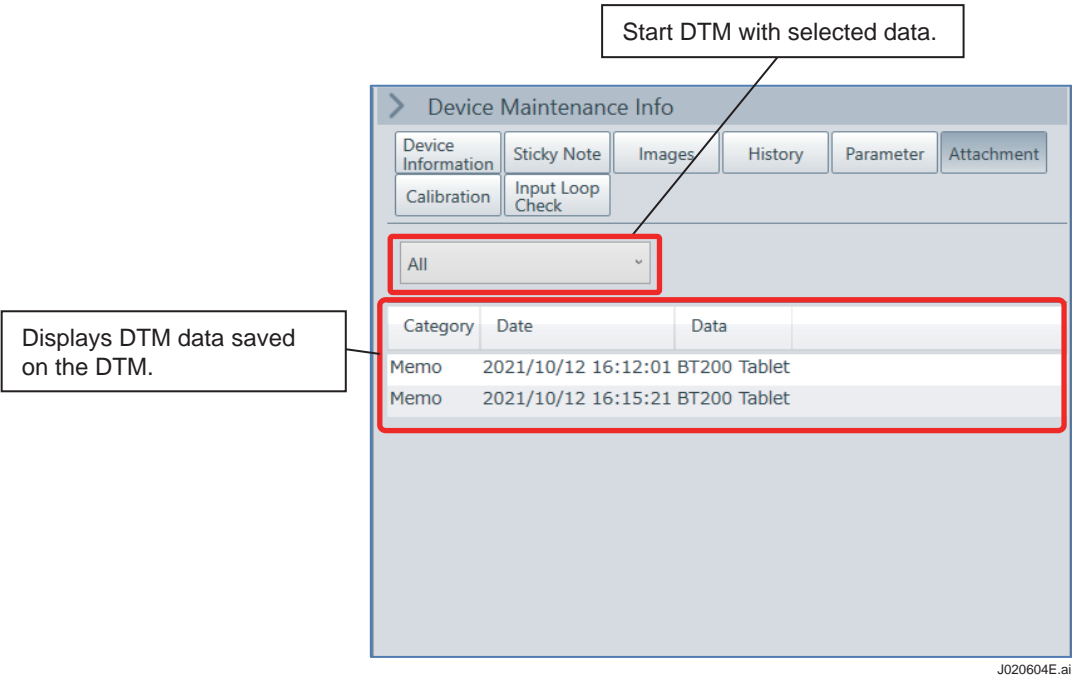 Start DTM with selected data.
Device Maintenance Info
Device
Information
Sticky Note
Images
History
Parameter
Attachment
Calibration
Input Loop
Check
All
Displays DTM data saved
on the DTM.
Category Date Data
Memo 2021/10/12 16:12:01 BT200 Tablet
Memo 2021/10/12 16:15:21 BT200 Tablet
J020604E.ai